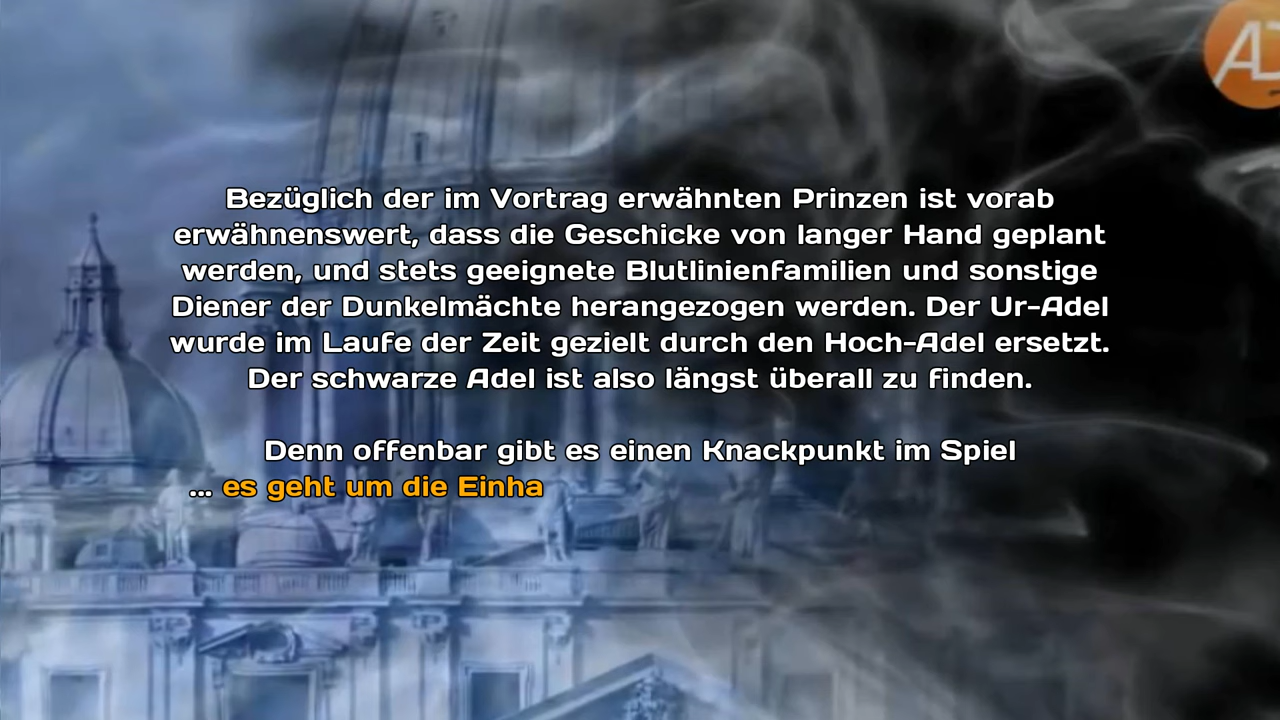 Bezüglich der im Vortrag erwähnten Prinzen ist vorab
erwähnenswert, dass die Geschicke von langer Hand geplant
werden, und stets geeignete Blutlinienfamilien und sonstige
Diener der Dunkelmächte herangezogen werden. Der Ur-Adel
wurde im Laufe der Zeit gezielt durch den Hoch-Adel ersetzt.
Der schwarze Adel ist also längst überall zu finden.
Denn offenbar gibt es einen Knackpunkt im Spiel
... es geht um die Einha